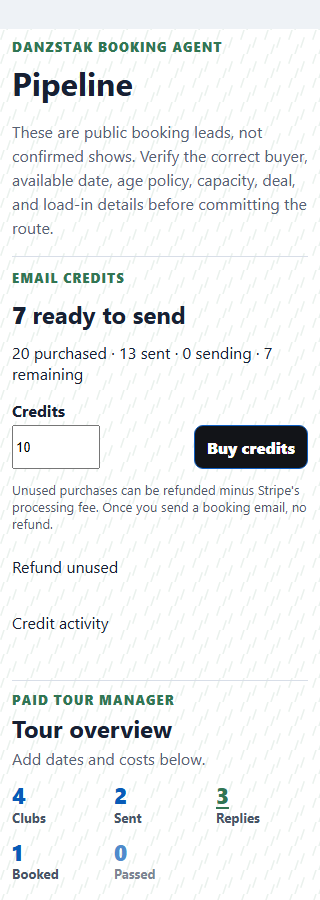 DANZSTAK BOOKING AGENT
Pipeline
These are public booking leads, not
confirmed shows. Verify the correct buyer,
available date, age policy, capacity, deal,
and load-in details before committing the
route.
EMAIL CREDITS
7 ready to send
20 purchased · 13 sent · 0 sending · 7
remaining
Credits
10
Buy credits
Unused purchases can be refunded minus Stripe's
processing fee. Once you send a booking email, no
refund.
Refund unused
Credit activity
PAID TOUR MANAGER
Tour overview
Add dates and costs below.
4 2 3
Clubs Sent Replies
1 0
Booked Passed